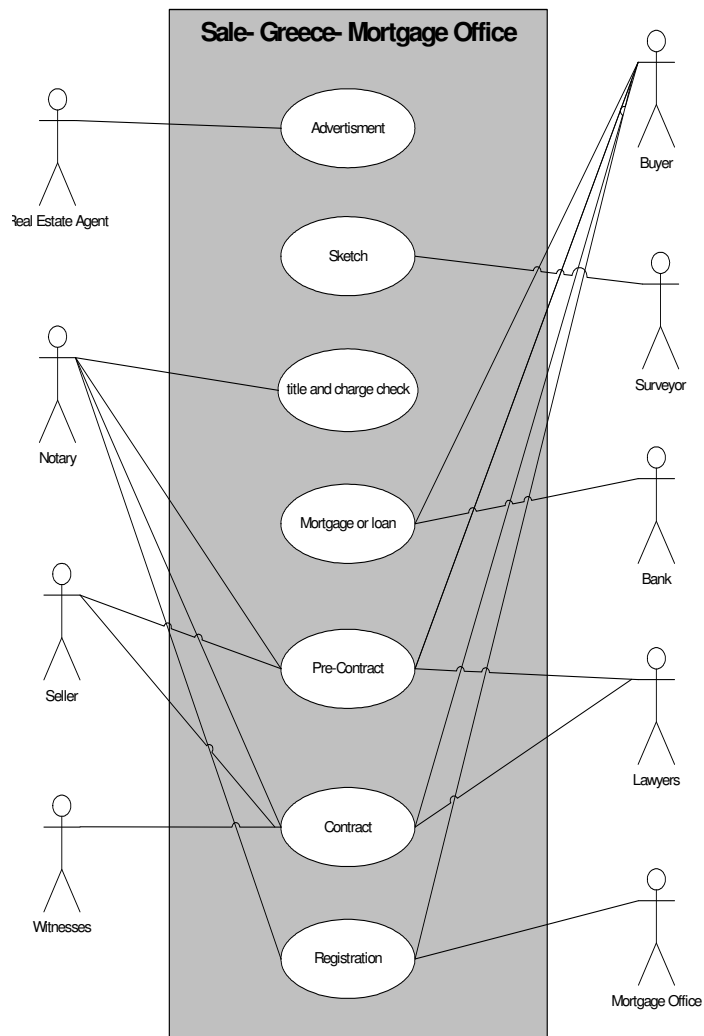 Sale- Greece- Mortgage Office
Advertisment
Buyer
Real Estate Agent
Sketch
Surveyor
Notary
title and charge check
Mortgage or loan
Bank
Seller
Pre-Contract
Lawyers
Witnesses
Contract
Registration
Mortgage Office